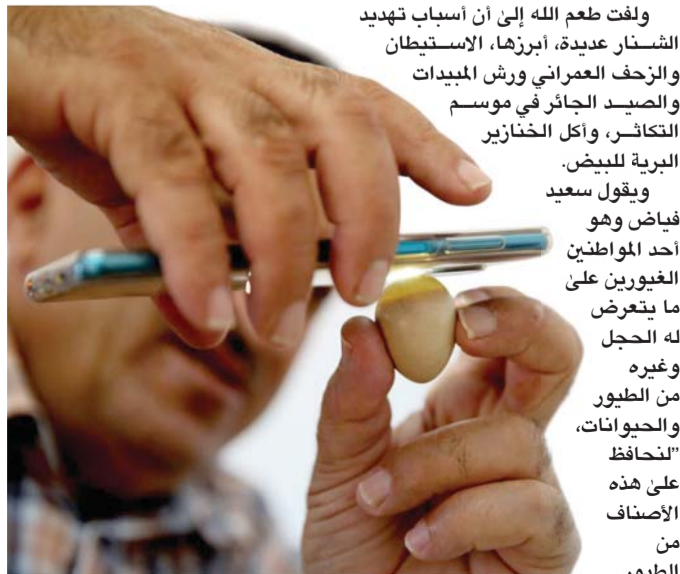 ولفت طعم الله إلىٰ أن أسباب تهديد
الشنار عديدة، أبرزها، الاستيطان
والزحف العمراني ورش المبيدات
والصيد الجائر في موسم
التكاثر، وأكل الخنازير
البرية للبيض.
ويقول سعيد
فياض وهو
أحد المواطنين
الغيورين علىٰ
ما يتعرض
له الحجل
وغيره
من الطيور
والحيوانات،
”لنحافظ
علىٰ هذه
الأصناف
من
الطيور